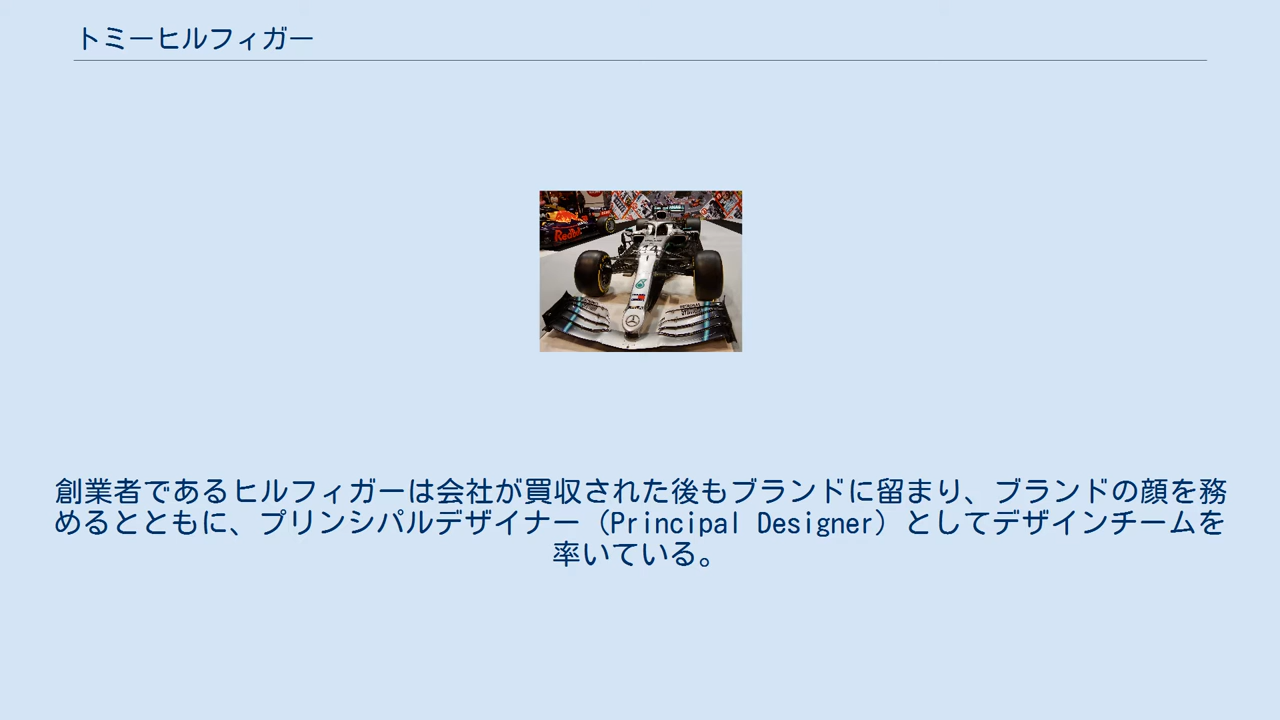 トミーヒルフィガー
Red Bull
創業者であるヒルフィガーは会社が買収された後もブランドに留まり、ブランドの顔を務
めるとともに、プリンシパルデザイナー（Principal Designer）としてデザインチームを
率いている。